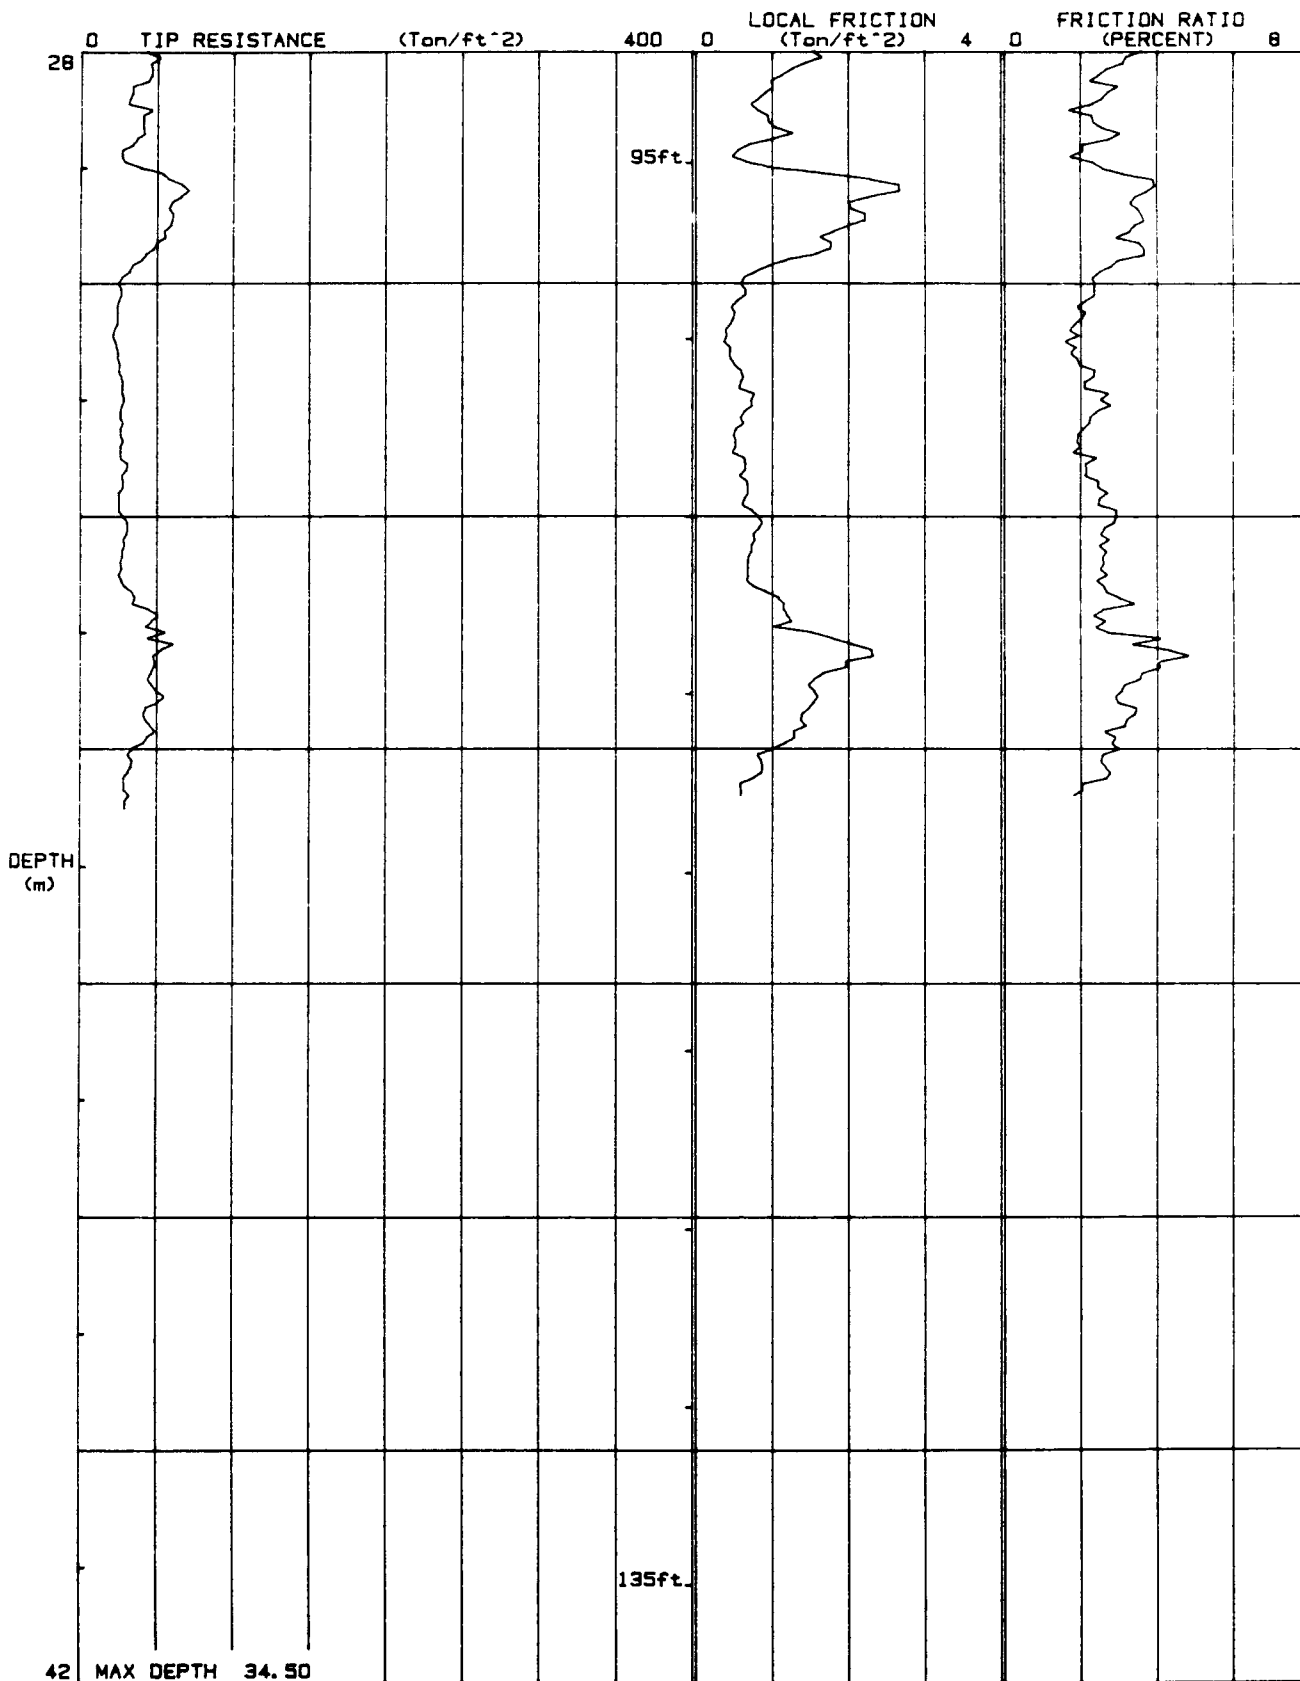 LOCAL FRICTION
FRICTION RATIO
0 TIP RESISTANCE (Ton/ft^2) 400
0 (Ton/ft^2) 4
0 (PERCENT) 8
28
95ft.
DEPTH
(m)
135ft.
42 MAX DEPTH 34.50